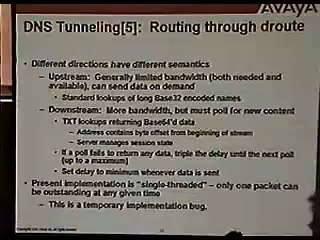 AVAYA
DNS Tunneling[5]: Routing through droute
• Different directions have different semantics
– Upstream: Generally limited bandwidth (both needed and
available), can send data on demand
• Standard lookups of long Base32 encoded names
– Downstream: More bandwidth, but must poll for new content
• TXT lookups returning Base64'd data
– Address contains byte offset from beginning of stream
– Server manages session state
• If a poll fails to return any data, triple the delay until the next poll
(up to a maximum)
• Set delay to minimum whenever data is sent
• Present implementation is "single-threaded" – only one packet can
be outstanding at any given time
– This is a temporary implementation bug.